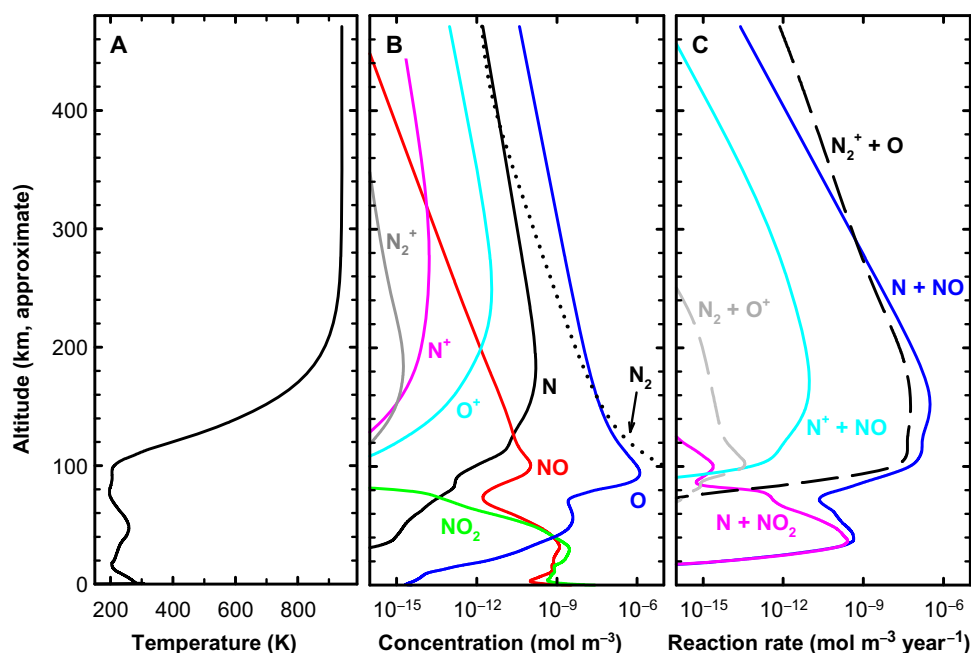 A
B
C
Altitude (km, approximate)
400
300
200
100
0
N₂⁺
N⁺
O⁺
N
NO
NO₂
N₂
O
N₂⁺ + O
N + NO
N₂ + O⁺
N⁺ + NO
N + NO₂
200 400 600 800
10⁻¹⁵ 10⁻¹² 10⁻⁹ 10⁻⁶
10⁻¹⁵ 10⁻¹² 10⁻⁹ 10⁻⁶
Temperature (K)
Concentration (mol m⁻³)
Reaction rate (mol m⁻³ year⁻¹)